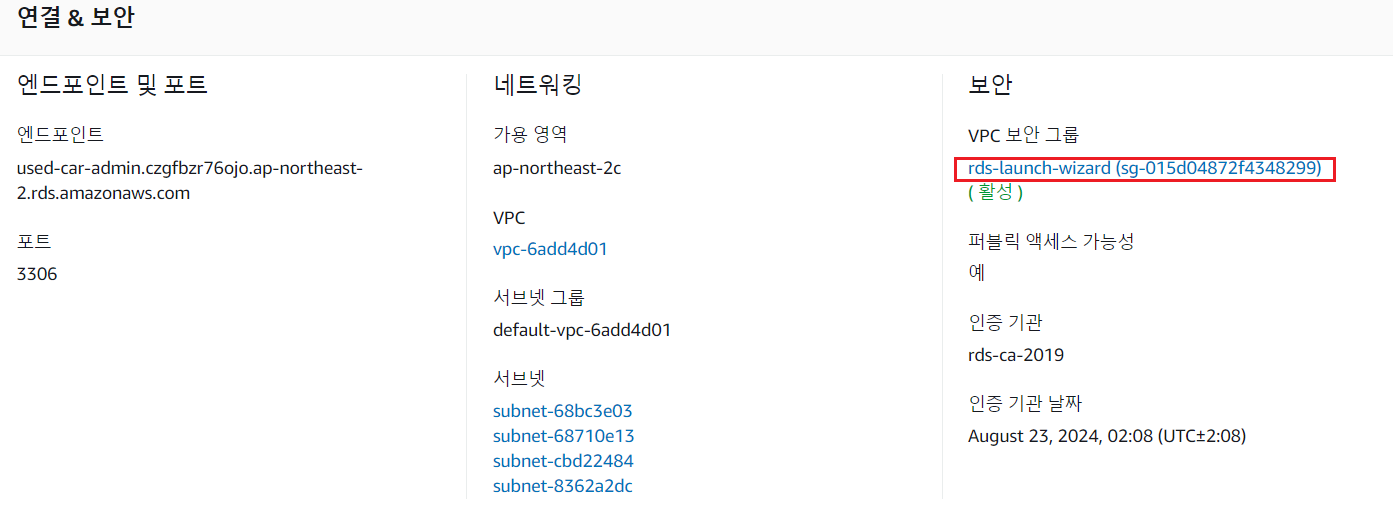 연결 & 보안
엔드포인트 및 포트
엔드포인트
used-car-admin.czgfbzr76ojo.ap-northeast-
2.rds.amazonaws.com
포트
3306
네트워킹
가용 영역
ap-northeast-2c
VPC
vpc-6add4d01
서브넷 그룹
default-vpc-6add4d01
서브넷
subnet-68bc3e03
subnet-68710e13
subnet-cbd22484
subnet-8362a2dc
보안
VPC 보안 그룹
rds-launch-wizard (sg-015d04872f4348299)
( 활성 )
퍼블릭 액세스 가능성
예
인증 기관
rds-ca-2019
인증 기관 날짜
August 23, 2024, 02:08 (UTC±2:08)